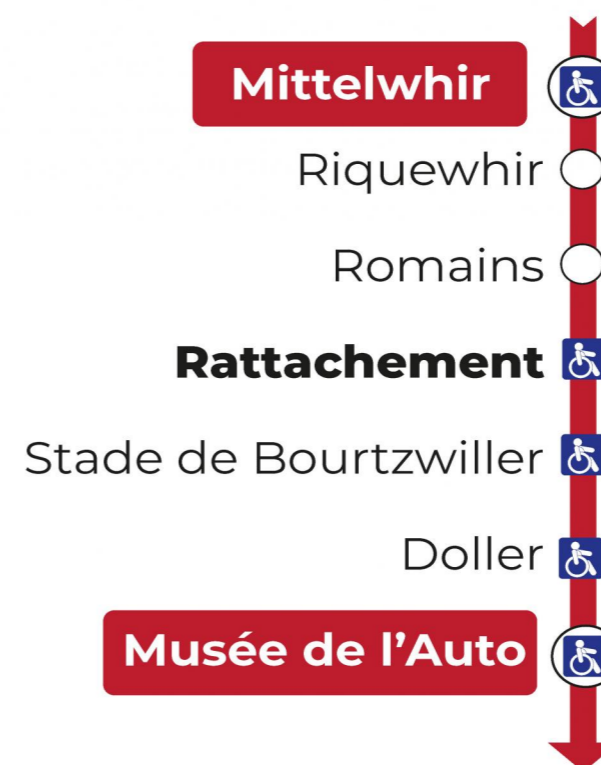 Mittelwhir
Riquewhir
Romains
Rattachement
Stade de Bourtzwiller
Doller
Musée de l'Auto